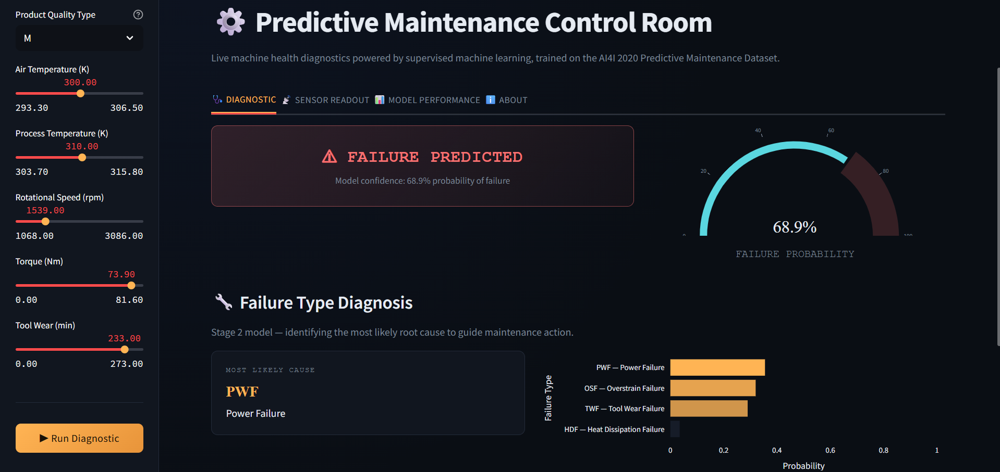 Product Quality Type
M
Air Temperature (K)
300.00
293.30 306.50
Process Temperature (K)
310.00
303.70 315.80
Rotational Speed (rpm)
1539.00
1068.00 3086.00
Torque (Nm)
73.90
0.00 81.60
Tool Wear (min)
233.00
0.00 273.00
Run Diagnostic
Predictive Maintenance Control Room
Live machine health diagnostics powered by supervised machine learning, trained on the AI4I 2020 Predictive Maintenance Dataset.
DIAGNOSTIC SENSOR READOUT MODEL PERFORMANCE ABOUT
FAILURE PREDICTED
Model confidence: 68.9% probability of failure
0 20 40 60 80 100
68.9%
FAILURE PROBABILITY
Failure Type Diagnosis
Stage 2 model — identifying the most likely root cause to guide maintenance action.
MOST LIKELY CAUSE
PWF
Power Failure
Failure Type
PWF — Power Failure
OSF — Overstrain Failure
TWF — Tool Wear Failure
HDF — Heat Dissipation Failure
0 0.2 0.4 0.6 0.8 1
Probability